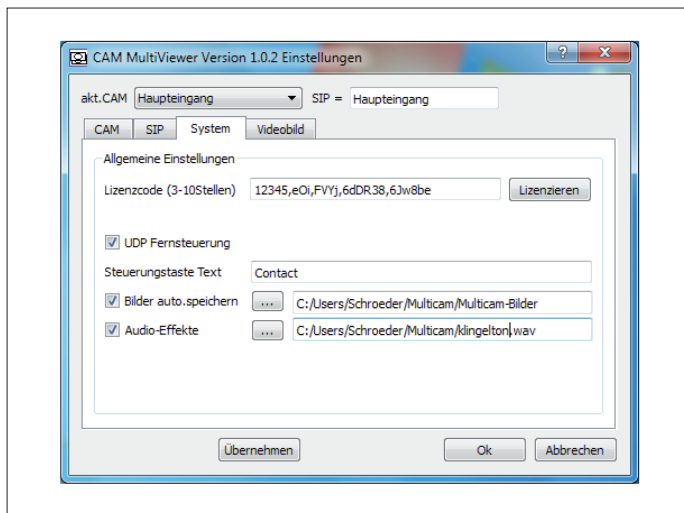 CAM MultiViewer Version 1.0.2 Einstellungen
akt.CAM Haupteingang SIP = Haupteingang
CAM SIP System Videobild
Allgemeine Einstellungen
Lizenzcode (3-10Stellen) 12345,eOi,FVYj,6dDR38,6Jw8be Lizenzieren
UDP Fernsteuerung
Steuerungstaste Text Contact
Bilder auto.speichern ... C:/Users/Schroeder/Multicam/Multicam-Bilder
Audio-Effekte ... C:/Users/Schroeder/Multicam/klingelton.wav
Übernehmen Ok Abbrechen